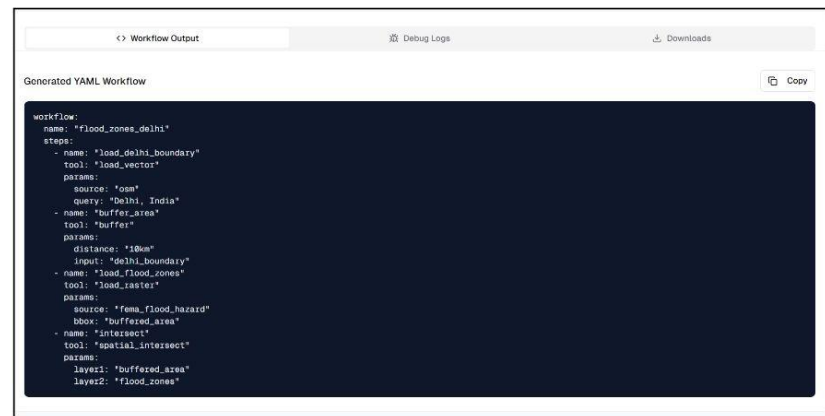 <> Workflow Output
Debug Logs
Downloads
Generated YAML Workflow
Copy
workflow:
  name: "flood_zones_delhi"
  steps:
    - name: "load_delhi_boundary"
      tool: "load_vector"
      params:
        source: "osm"
        query: "Delhi, India"
    - name: "buffer_area"
      tool: "buffer"
      params:
        distance: "10km"
        input: "delhi_boundary"
    - name: "load_flood_zones"
      tool: "load_raster"
      params:
        source: "fema_flood_hazard"
        bbox: "buffered_area"
    - name: "intersect"
      tool: "spatial_intersect"
      params:
        layer1: "buffered_area"
        layer2: "flood_zones"